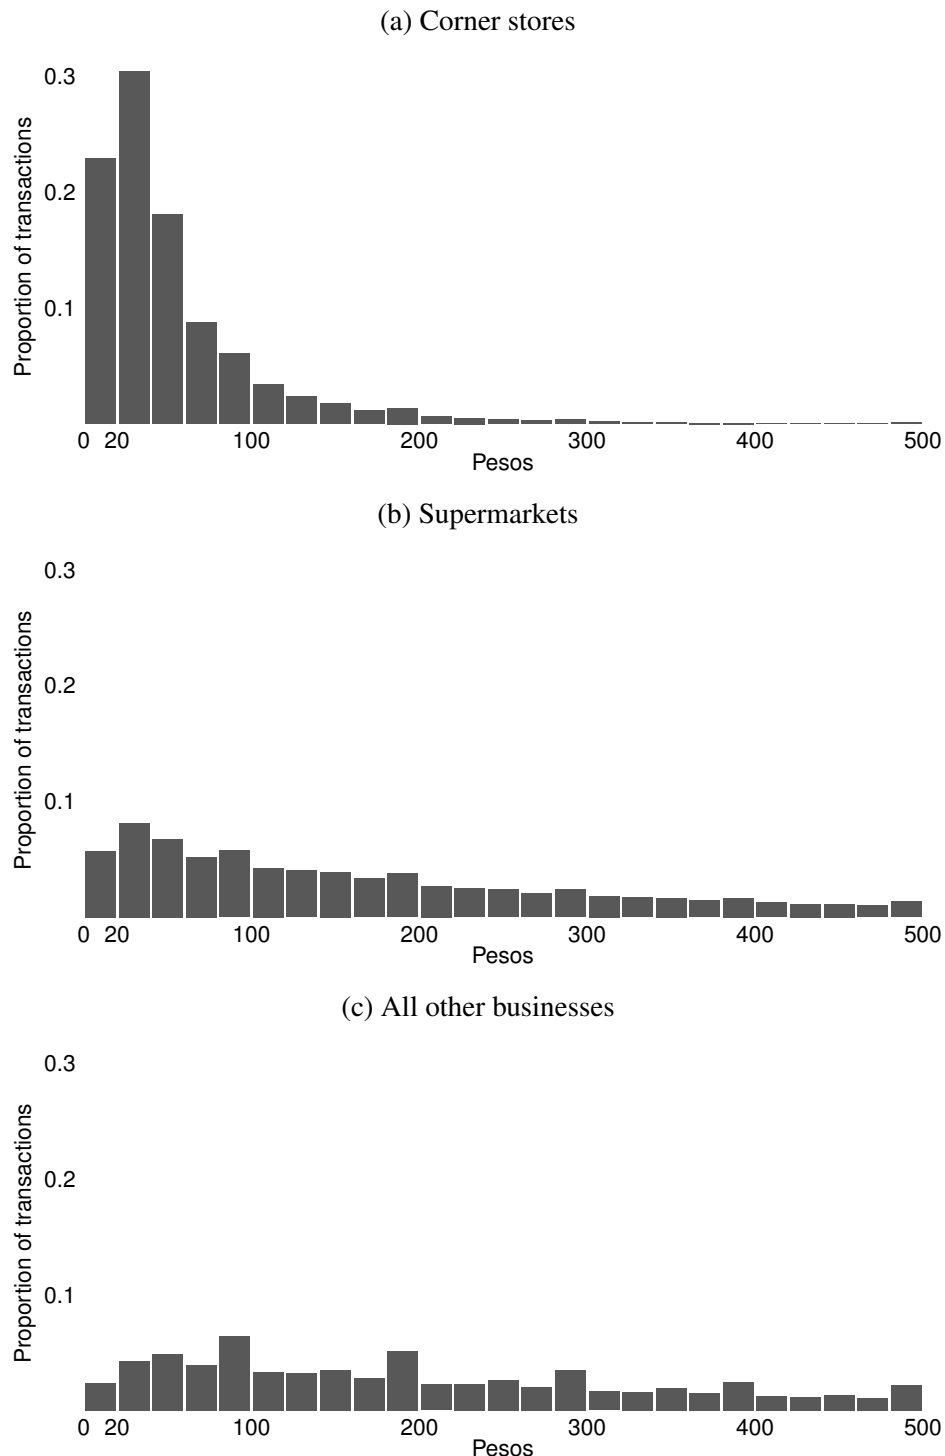 (a) Corner stores
Proportion of transactions
0.3
0.2
0.1
0 20 100 200 300 400 500
Pesos
(b) Supermarkets
Proportion of transactions
0.3
0.2
0.1
0 20 100 200 300 400 500
Pesos
(c) All other businesses
Proportion of transactions
0.3
0.2
0.1
0 20 100 200 300 400 500
Pesos